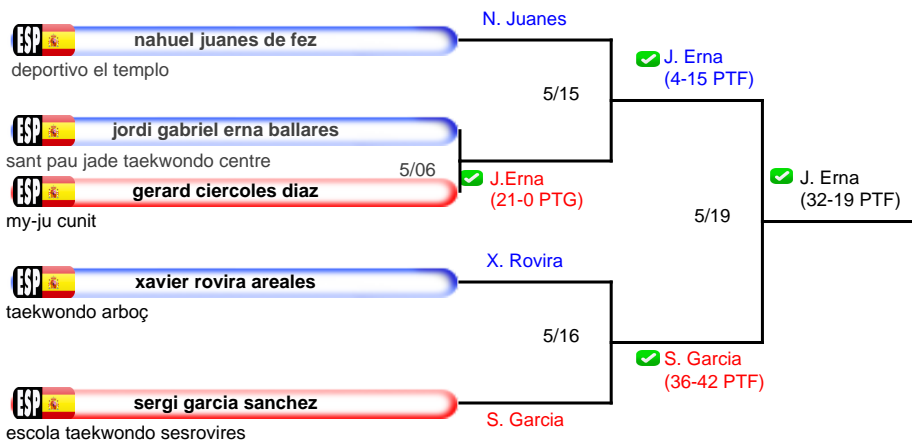 N. Juanes
ESP nahuel juanes de fez
deportivo el templo
J. Erna
(4-15 PTF)
5/15
ESP jordi gabriel erna ballares
sant pau jade taekwondo centre
5/06
J.Erna
(21-0 PTG)
ESP gerard ciercoles diaz
my-ju cunit
J. Erna
(32-19 PTF)
5/19
X. Rovira
ESP xavier rovira areales
taekwondo arboç
5/16
S. Garcia
(36-42 PTF)
ESP sergi garcia sanchez
S. Garcia
escola taekwondo sesrovires